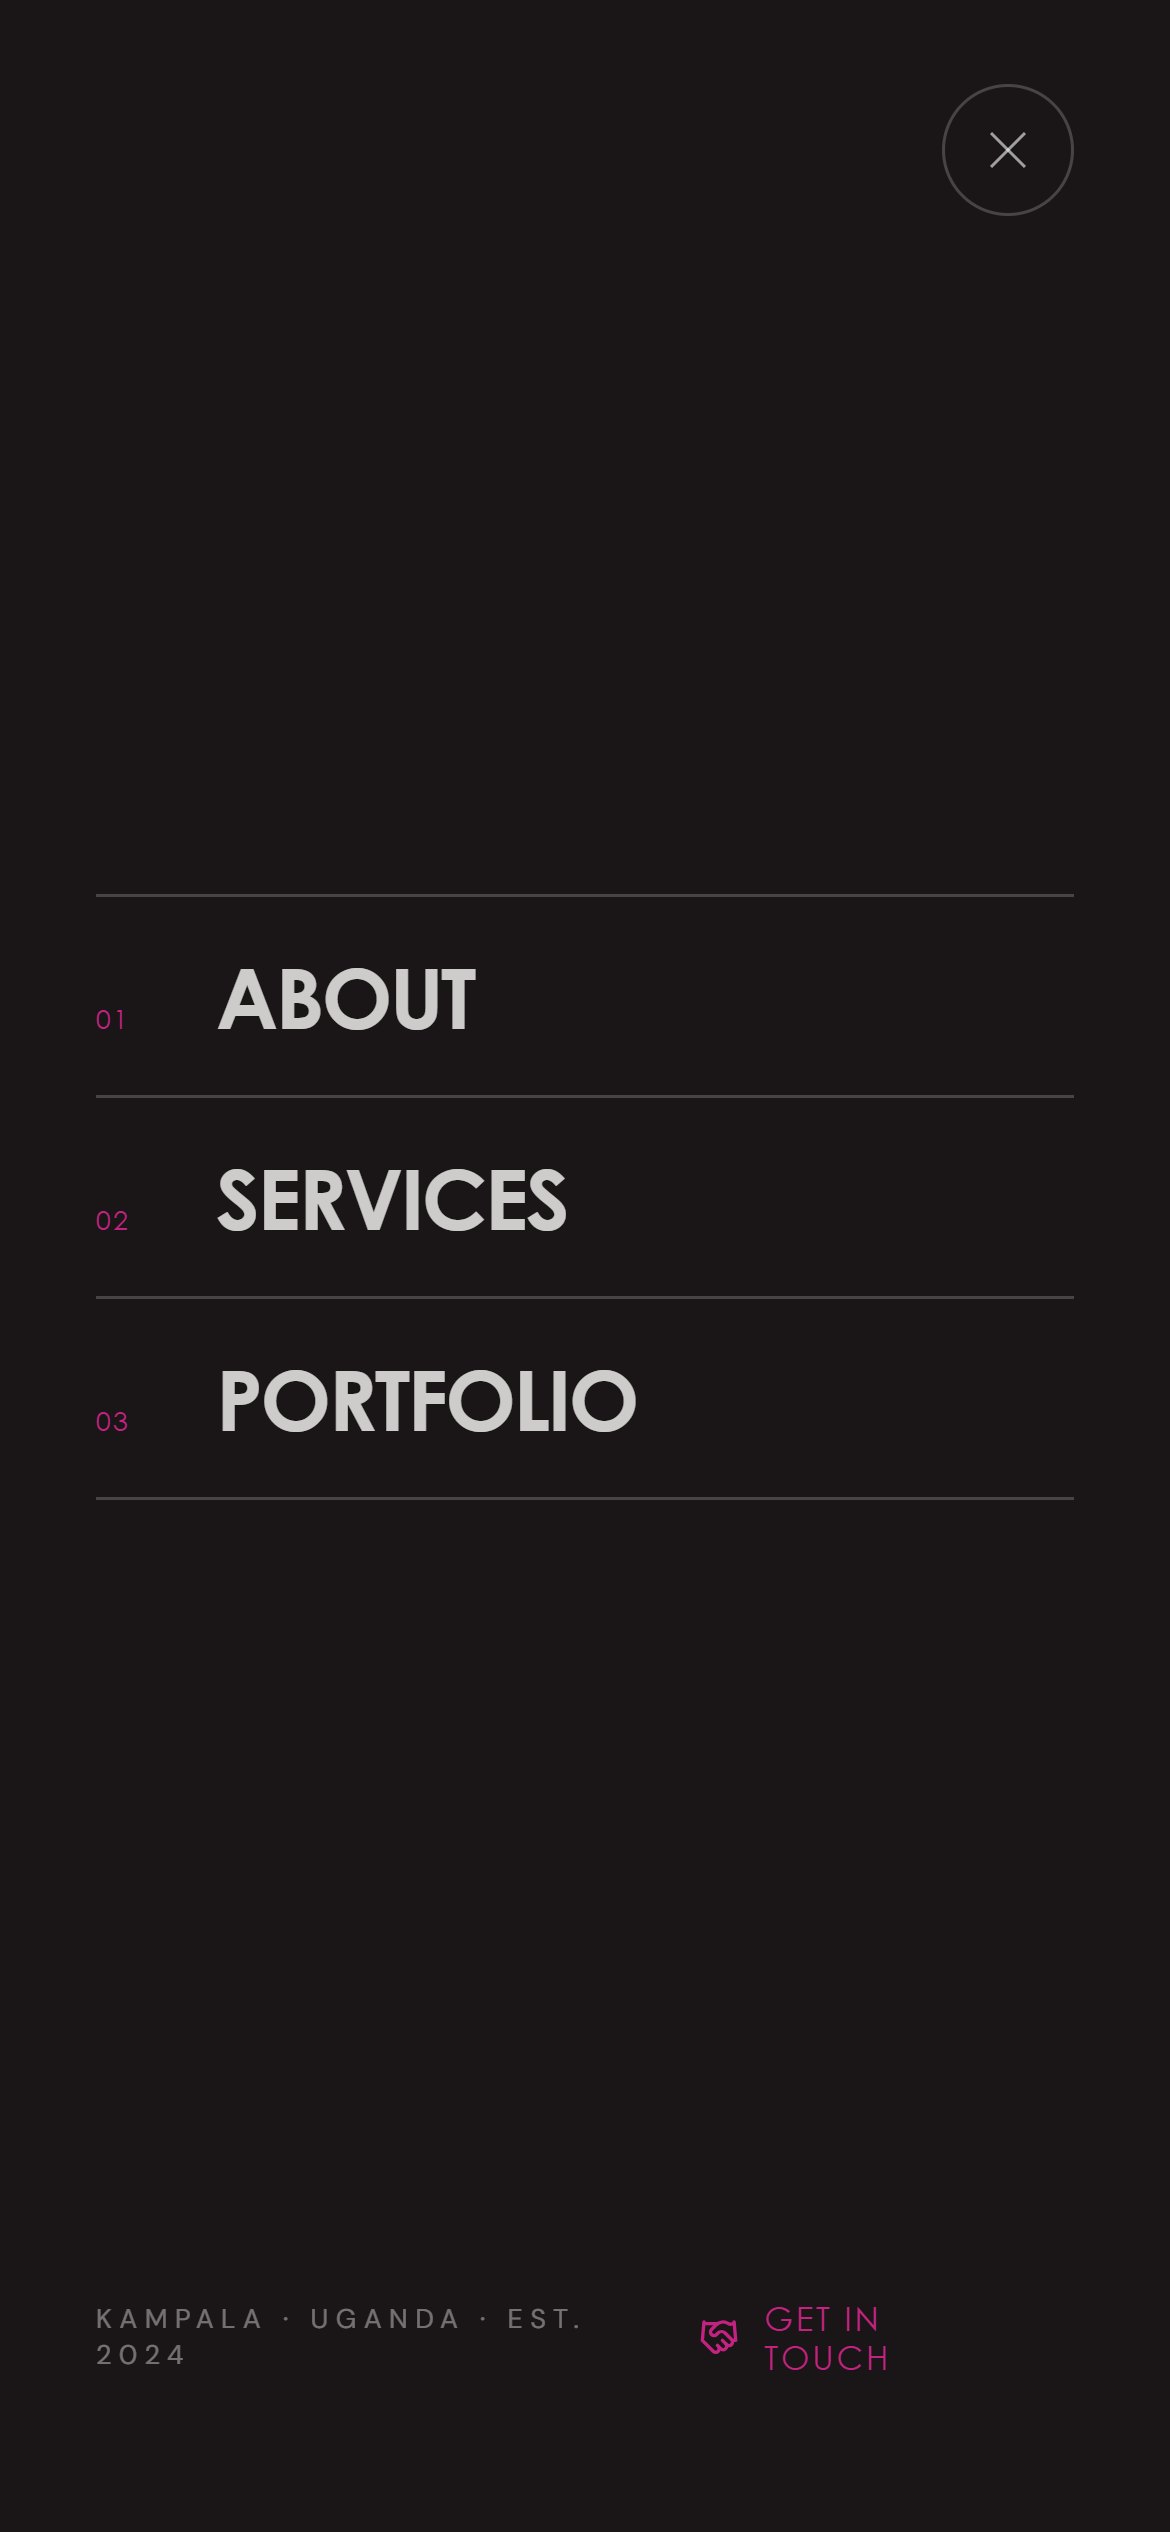 01 ABOUT
02 SERVICES
03 PORTFOLIO
KAMPALA · UGANDA · EST.
2024
GET IN
TOUCH